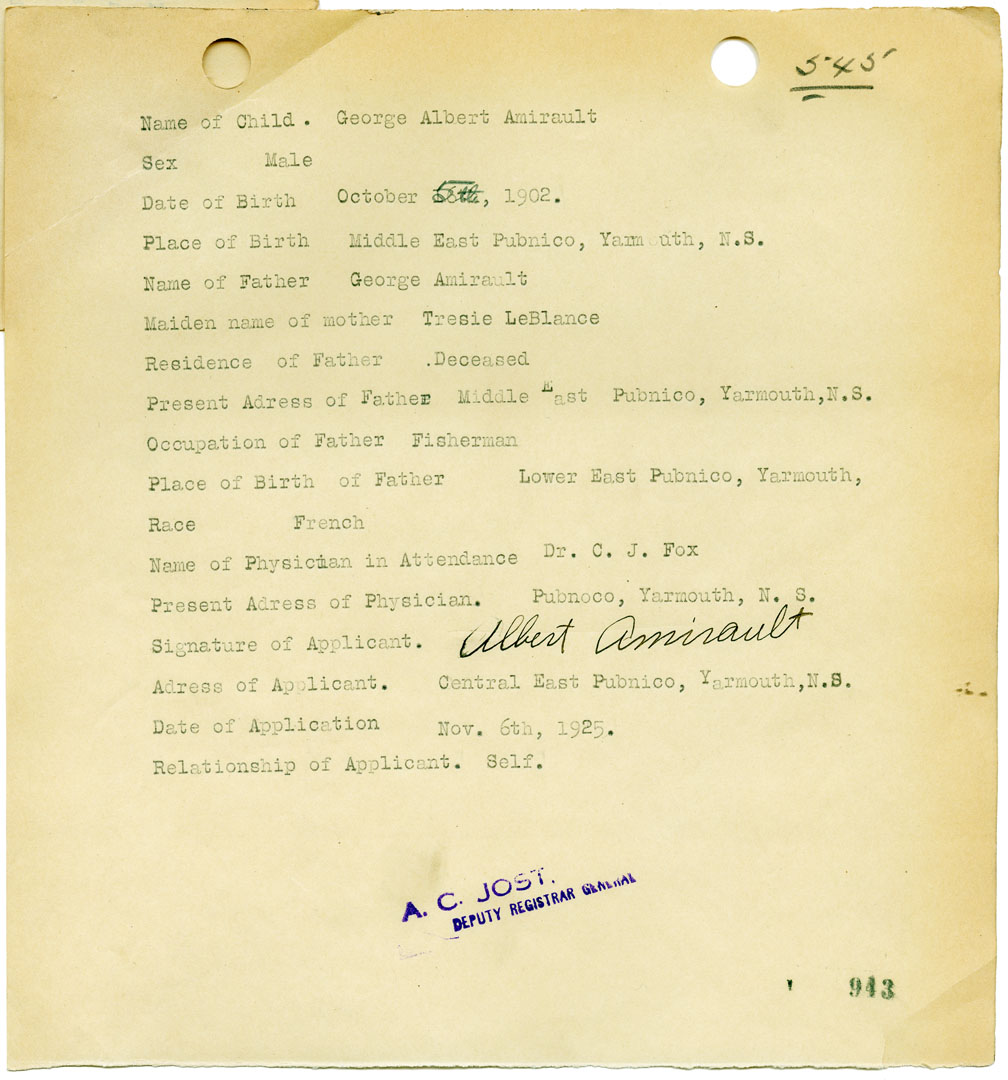 545
Name of Child . George Albert Amirault
Sex Male
Date of Birth October 5th, 1902.
Place of Birth Middle East Pubnico, Yarmouth, N.S.
Name of Father George Amirault
Maiden name of mother Tresie LeBlance
Residence of Father .Deceased
Present Adress of Father Middle East Pubnico, Yarmouth,N.S.
Occupation of Father Fisherman
Place of Birth of Father Lower East Pubnico, Yarmouth,
Race French
Name of Physician in Attendance Dr. C. J. Fox
Present Adress of Physician. Pubnoco, Yarmouth, N. S.
Signature of Applicant. Albert Amirault
Adress of Applicant. Central East Pubnico, Yarmouth,N.S.
Date of Application Nov. 6th, 1925.
Relationship of Applicant. Self.
A. C. JOST.
DEPUTY REGISTRAR GENERAL
943